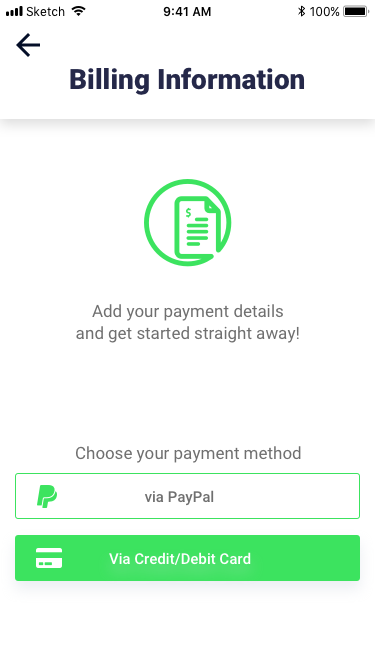 Sketch 9:41 AM 100%
Billing Information
$
Add your payment details
and get started straight away!
Choose your payment method
via PayPal
Via Credit/Debit Card